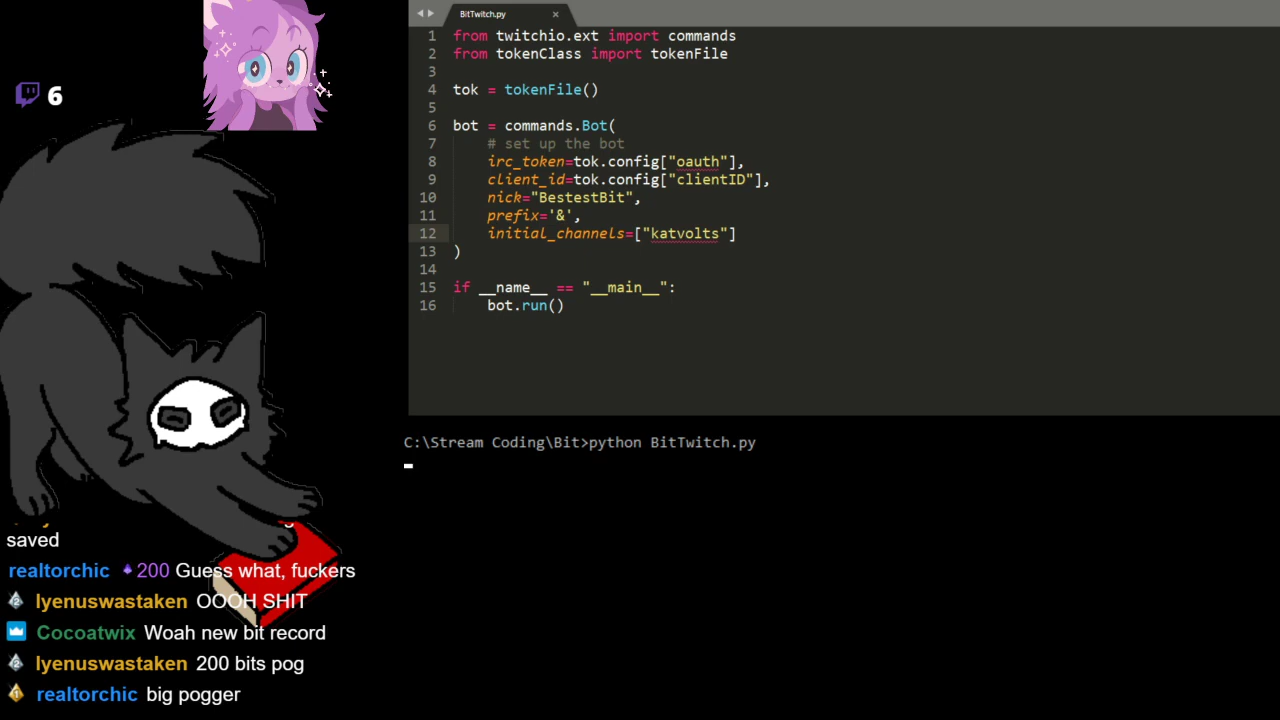 6
saved
realtorchic 200 Guess what, fuckers
lyenuswastaken OOOH SHIT
Cocoatwix Woah new bit record
lyenuswastaken 200 bits pog
realtorchic big pogger
BitTwitch.py ×
1 from twitchio.ext import commands
2 from tokenClass import tokenFile
3
4 tok = tokenFile()
5
6 bot = commands.Bot(
7 # set up the bot
8 irc_token=tok.config["oauth"],
9 client_id=tok.config["clientID"],
10 nick="BestestBit",
11 prefix='&',
12 initial_channels=["katvolts"]
13 )
14
15 if __name__ == "__main__":
16 bot.run()
C:\Stream Coding\Bit>python BitTwitch.py